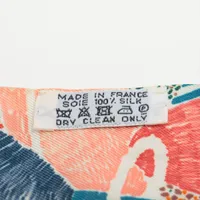 MADE IN FRANCE
SOIE 100% SILK
DRY CLEAN ONLY